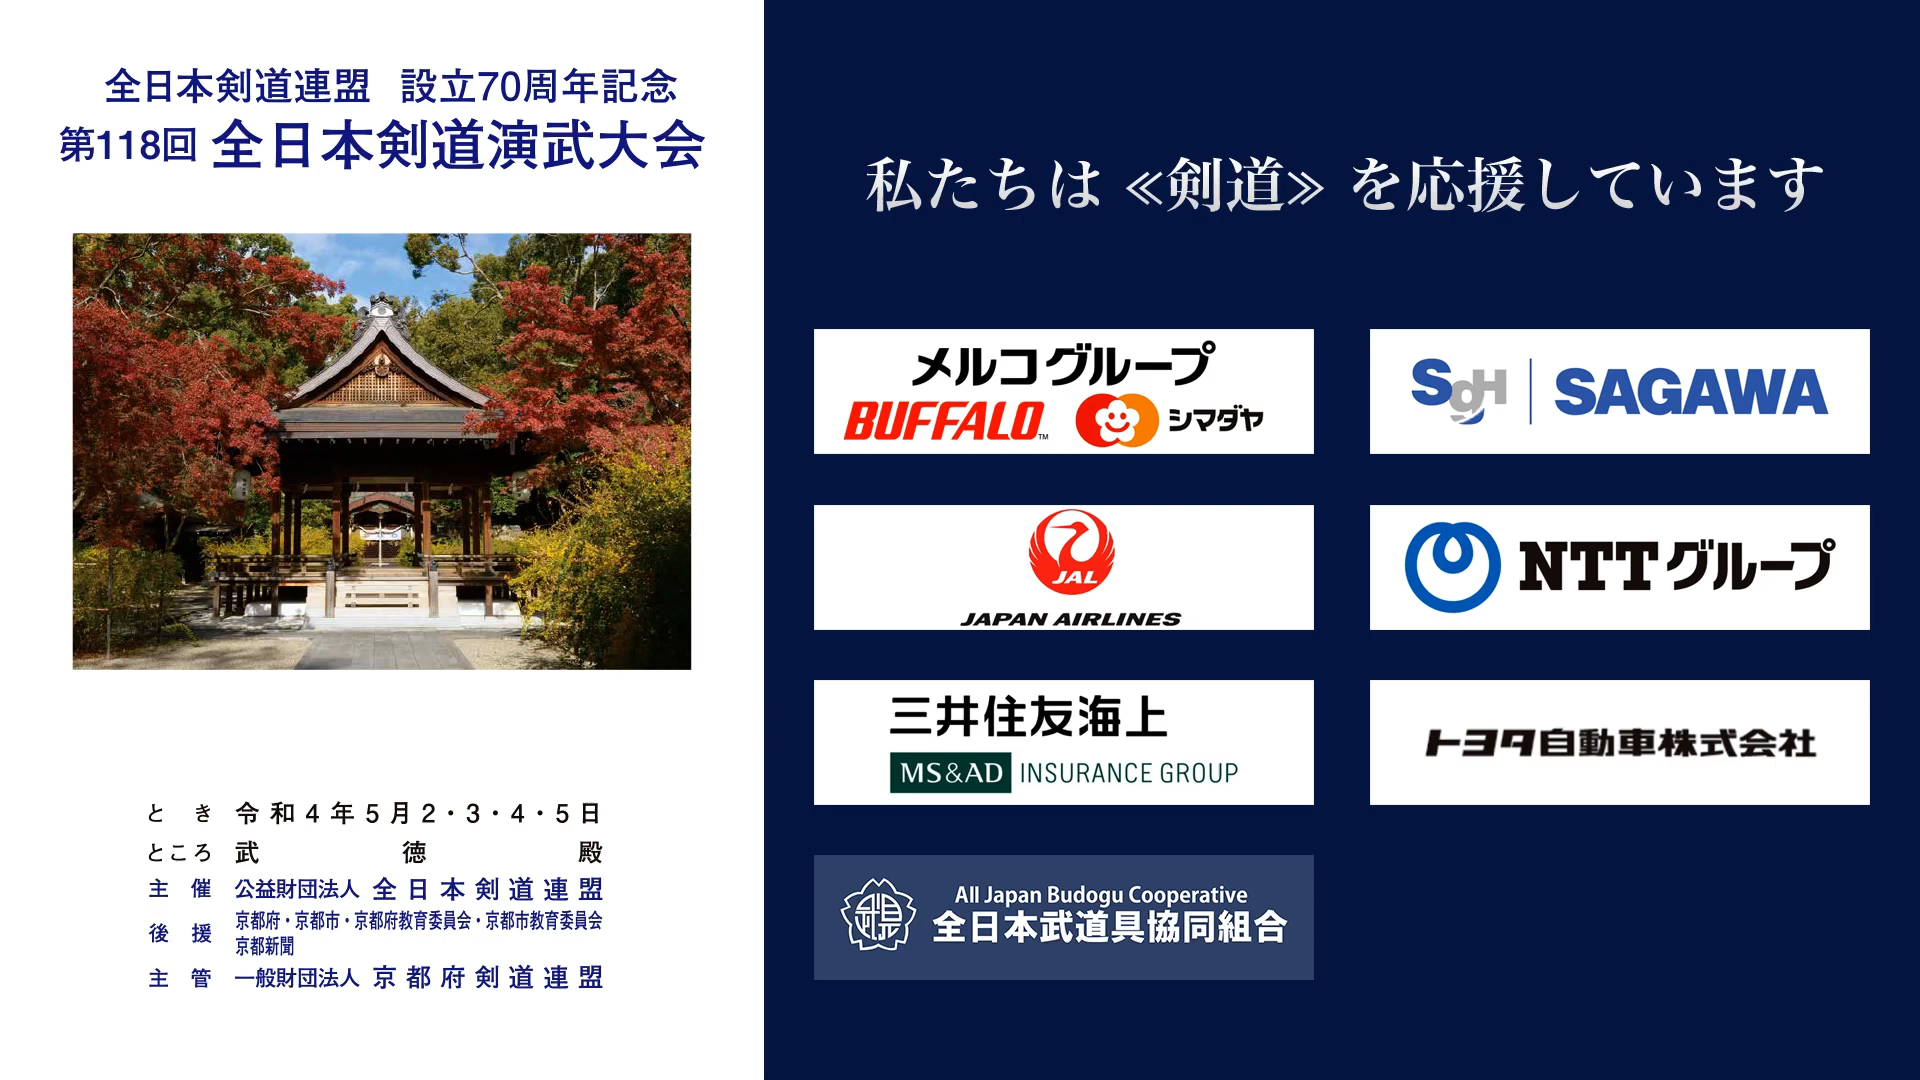 全日本剣道連盟 設立70周年記念
第118回 全日本剣道演武大会
とき 令和4年5月2・3・4・5日
ところ 武徳殿
主催 公益財団法人 全日本剣道連盟
後援 京都府・京都市・京都府教育委員会・京都市教育委員会
京都新聞
主管 一般財団法人 京都府剣道連盟
私たちは ≪剣道≫ を応援しています
メルコグループ
BUFFALO™ シマダヤ
SGH SAGAWA
JAL
JAPAN AIRLINES
NTTグループ
三井住友海上
MS&AD INSURANCE GROUP
トヨタ自動車株式会社
All Japan Budogu Cooperative
全日本武道具協同組合